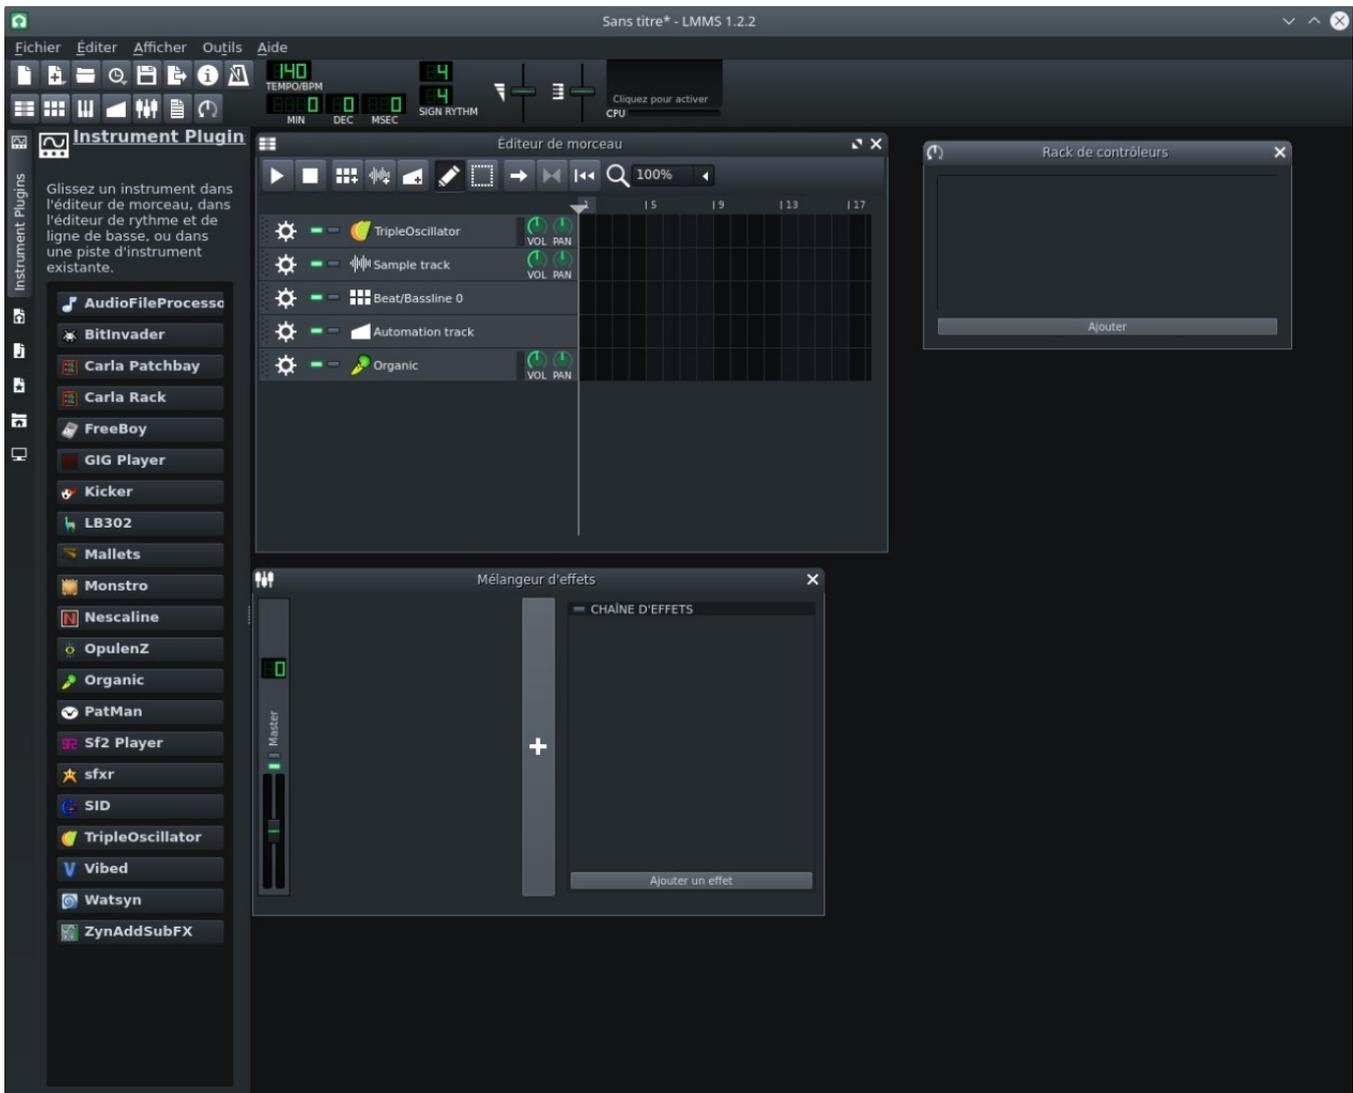 Sans titre* - LMMS 1.2.2
Fichier Éditer Afficher Outils Aide
140
TEMPO/BPM
0 0 0
MIN DEC MSEC
4
4
SIGN RYTHM
Cliquez pour activer
CPU
Instrument Plugins
Instrument Plugin
Glissez un instrument dans
l'éditeur de morceau, dans
l'éditeur de rythme et de
ligne de basse, ou dans
une piste d'instrument
existante.
AudioFileProcesso
BitInvader
Carla Patchbay
Carla Rack
FreeBoy
GIG Player
Kicker
LB302
Mallets
Monstro
Nescaline
OpulenZ
Organic
PatMan
Sf2 Player
sfxr
SID
TripleOscillator
Vibed
Watsyn
ZynAddSubFX
Éditeur de morceau
100%
1 5 9 13 17
TripleOscillator VOL PAN
Sample track VOL PAN
Beat/Bassline 0
Automation track
Organic VOL PAN
Rack de contrôleurs
Ajouter
Mélangeur d'effets
0
Master
CHAÎNE D'EFFETS
Ajouter un effet